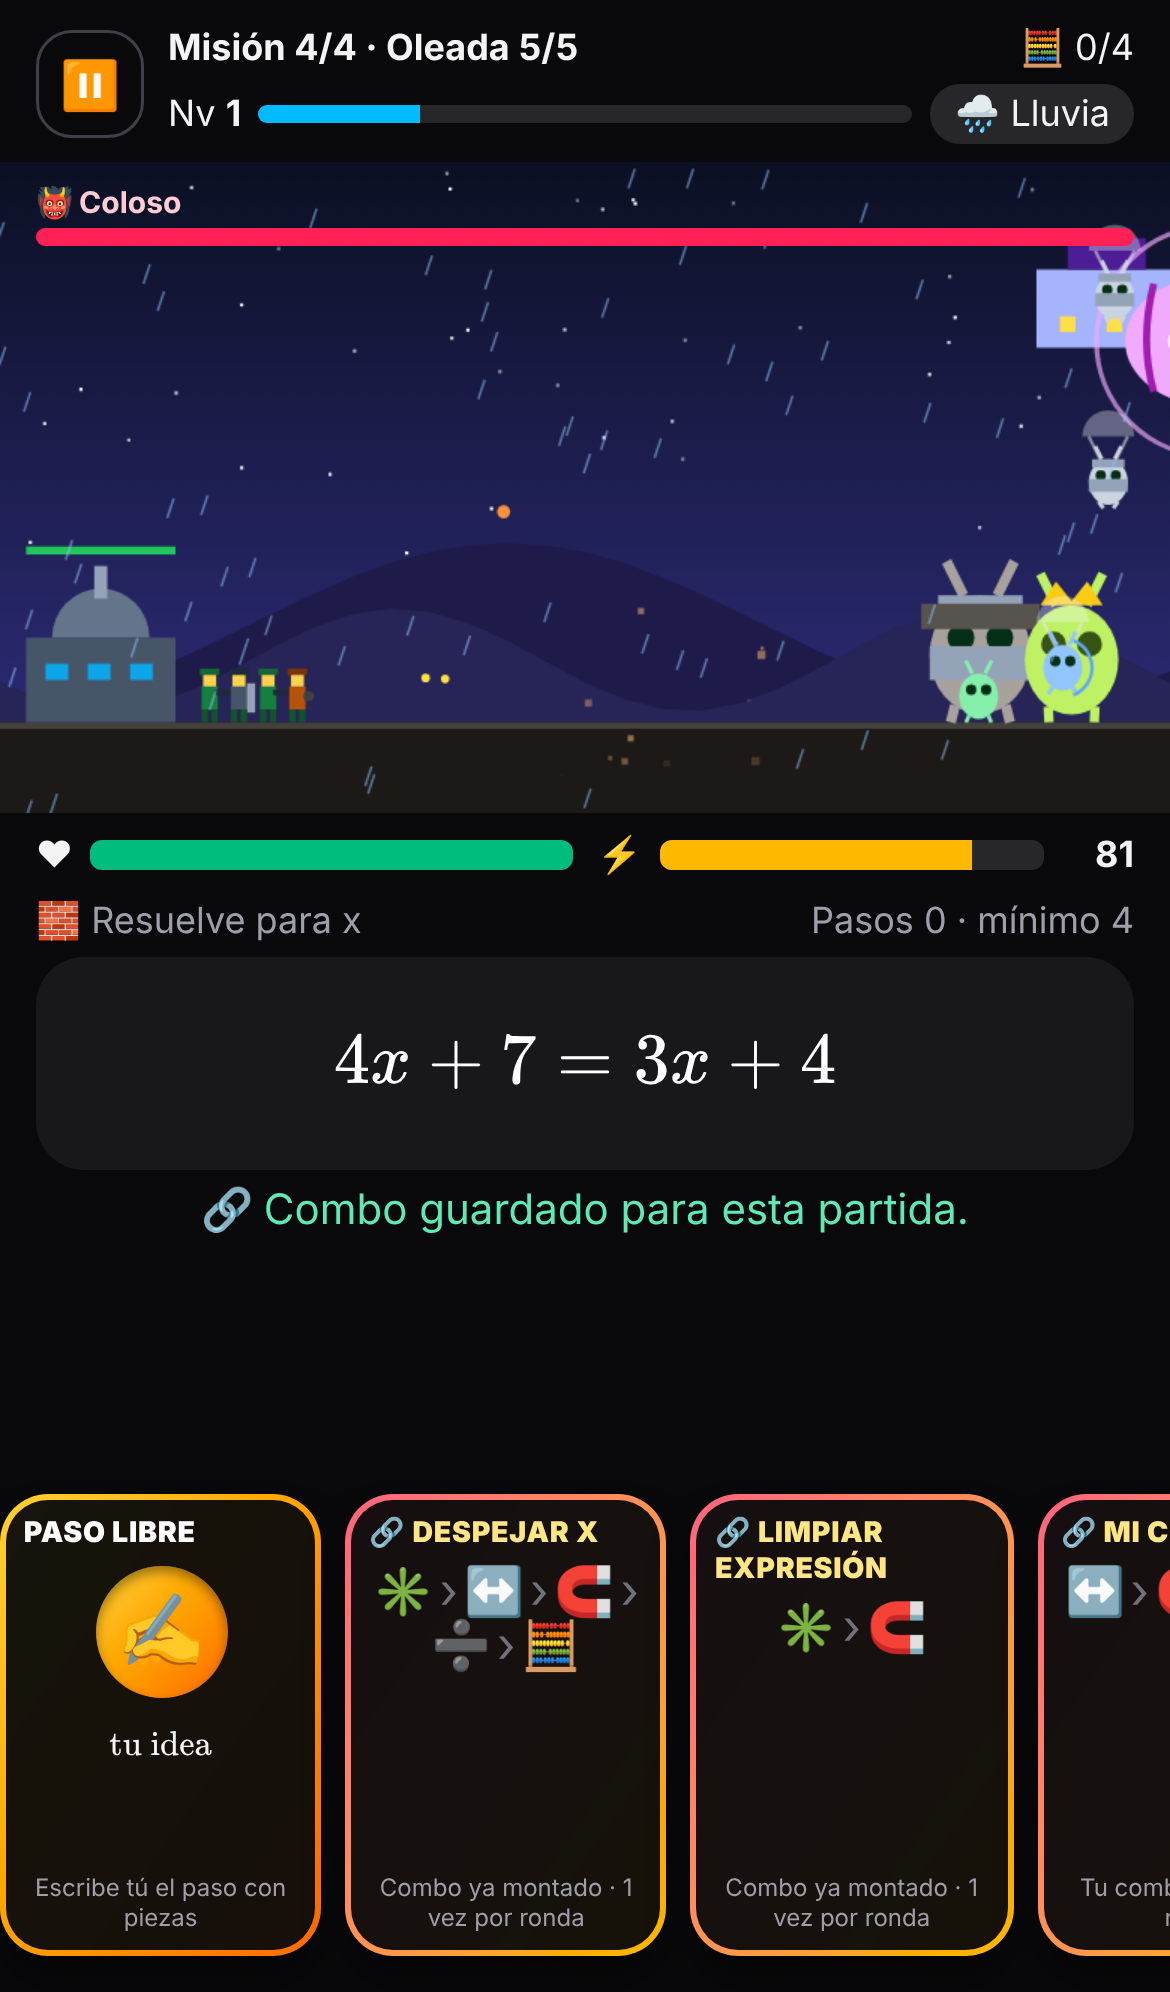 Misión 4/4 · Oleada 5/5
0/4
Nv 1
Lluvia
Coloso
81
Resuelve para x
Pasos 0 · mínimo 4
4x + 7 = 3x + 4
Combo guardado para esta partida.
PASO LIBRE
tu idea
Escribe tú el paso con
piezas
DESPEJAR X
Combo ya montado · 1
vez por ronda
LIMPIAR
EXPRESIÓN
Combo ya montado · 1
vez por ronda
MI C
Tu comb